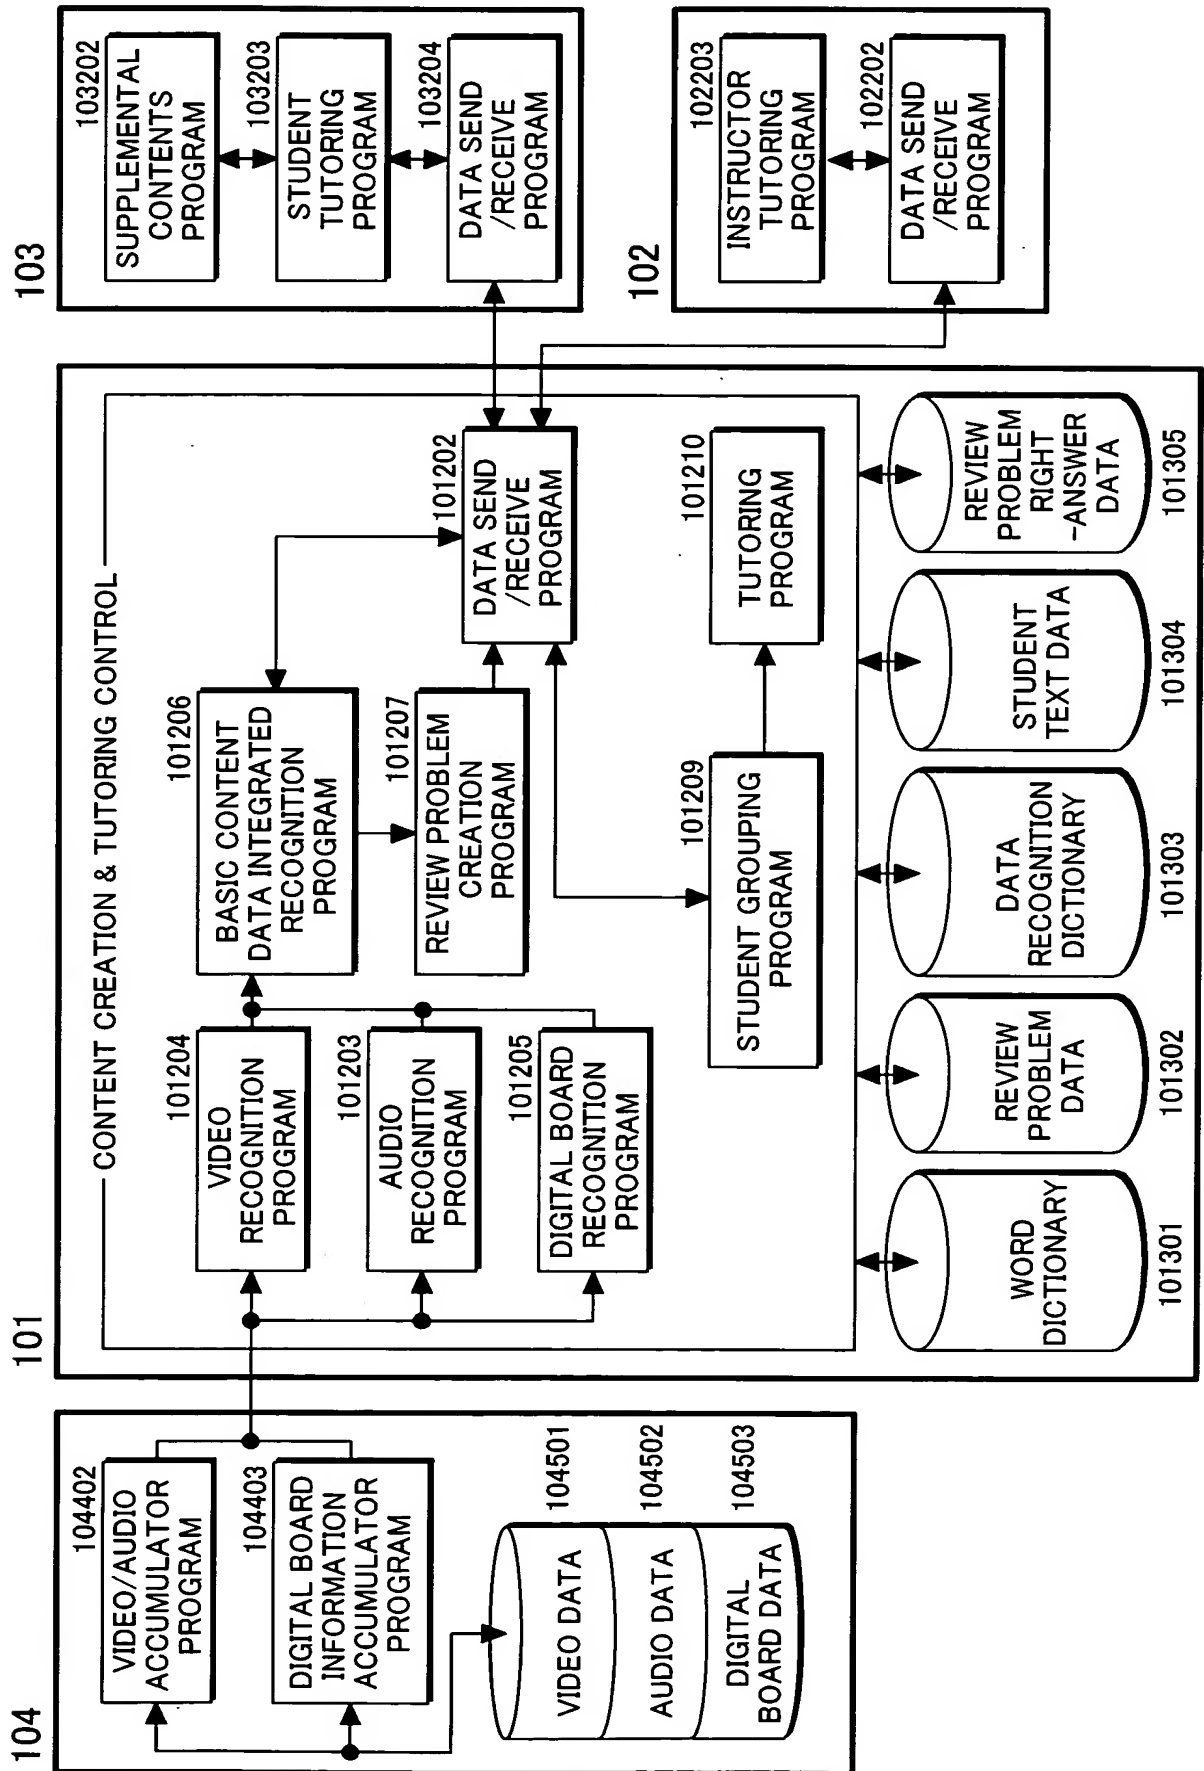 104
104402
VIDEO/AUDIO
ACCUMULATOR
PROGRAM
104403
DIGITAL BOARD
INFORMATION
ACCUMULATOR
PROGRAM
VIDEO DATA
104501
AUDIO DATA
104502
DIGITAL
BOARD DATA
104503
101
CONTENT CREATION & TUTORING CONTROL
101204
VIDEO
RECOGNITION
PROGRAM
101203
AUDIO
RECOGNITION
PROGRAM
101205
DIGITAL BOARD
RECOGNITION
PROGRAM
101206
BASIC CONTENT
DATA INTEGRATED
RECOGNITION
PROGRAM
101207
REVIEW PROBLEM
CREATION
PROGRAM
101202
DATA SEND
/RECEIVE
PROGRAM
101209
STUDENT GROUPING
PROGRAM
101210
TUTORING
PROGRAM
WORD
DICTIONARY
101301
REVIEW
PROBLEM
DATA
101302
DATA
RECOGNITION
DICTIONARY
101303
STUDENT
TEXT DATA
101304
REVIEW
PROBLEM
RIGHT
-ANSWER
DATA
101305
103
103202
SUPPLEMENTAL
CONTENTS
PROGRAM
103203
STUDENT
TUTORING
PROGRAM
103204
DATA SEND
/RECEIVE
PROGRAM
102
102203
INSTRUCTOR
TUTORING
PROGRAM
102202
DATA SEND
/RECEIVE
PROGRAM